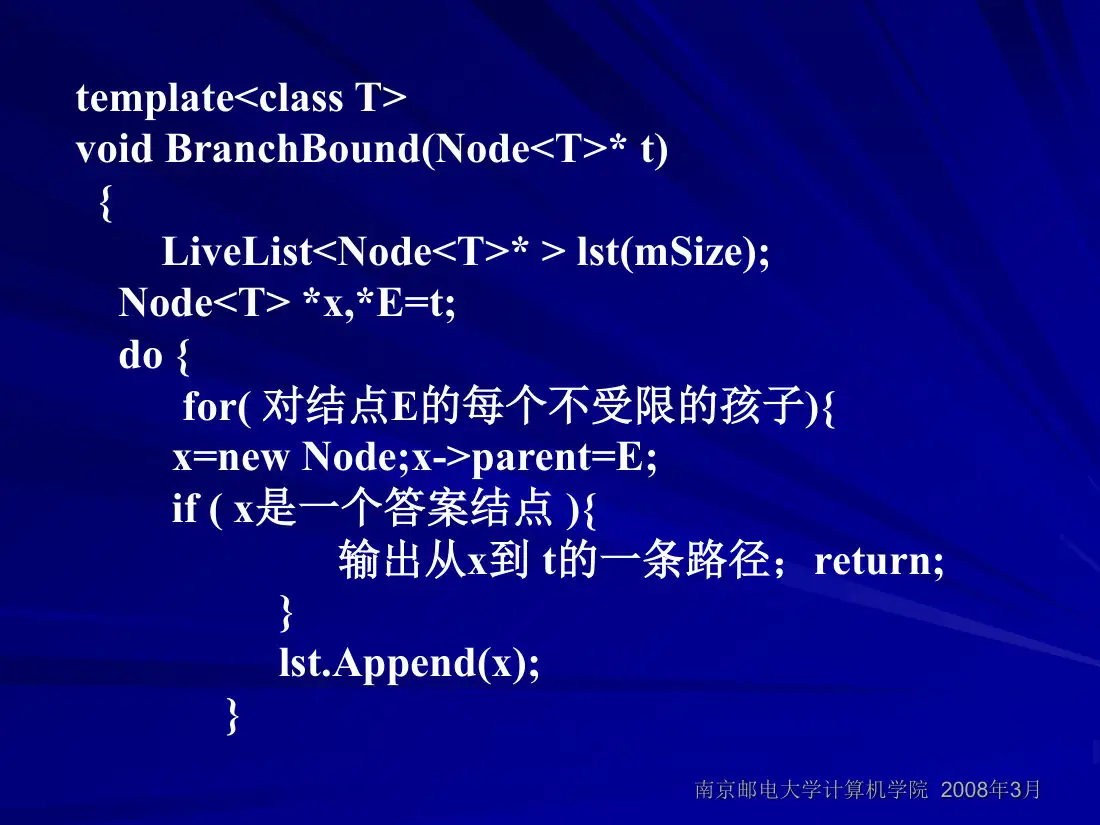 template<class T>
void BranchBound(Node<T>* t)
{
LiveList<Node<T>* > lst(mSize);
Node<T> *x,*E=t;
do {
for( 对结点E的每个不受限的孩子){
x=new Node;x->parent=E;
if ( x是一个答案结点 ){
输出从x到 t的一条路径；return;
}
lst.Append(x);
}
南京邮电大学计算机学院 2008年3月